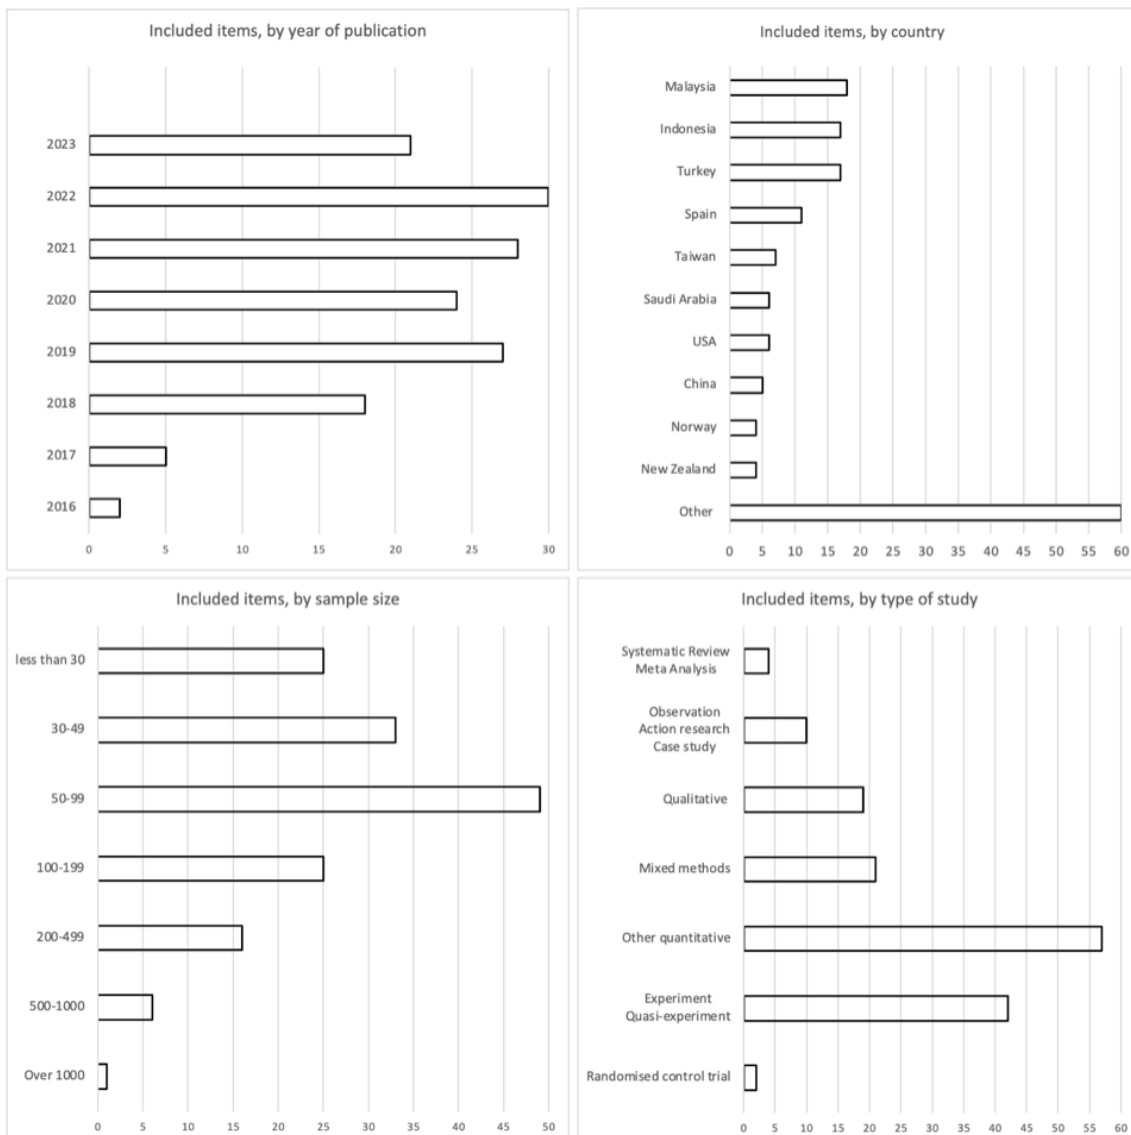 Included items, by year of publication
2023
2022
2021
2020
2019
2018
2017
2016
0 5 10 15 20 25 30
Included items, by country
Malaysia
Indonesia
Turkey
Spain
Taiwan
Saudi Arabia
USA
China
Norway
New Zealand
Other
0 5 10 15 20 25 30 35 40 45 50 55 60
Included items, by sample size
less than 30
30-49
50-99
100-199
200-499
500-1000
Over 1000
0 5 10 15 20 25 30 35 40 45 50
Included items, by type of study
Systematic Review
Meta Analysis
Observation
Action research
Case study
Qualitative
Mixed methods
Other quantitative
Experiment
Quasi-experiment
Randomised control trial
0 5 10 15 20 25 30 35 40 45 50 55 60